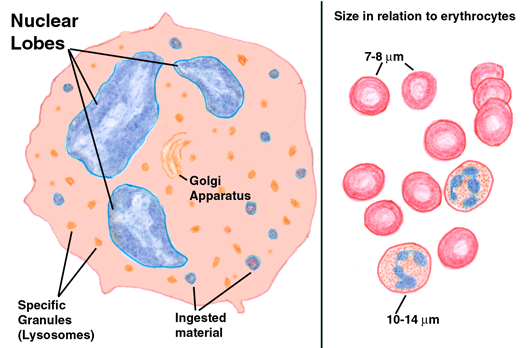 Nuclear
Lobes
Golgi
Apparatus
Specific
Granules
(Lysosomes)
Ingested
material
Size in relation to erythrocytes
7-8 µm
10-14 µm